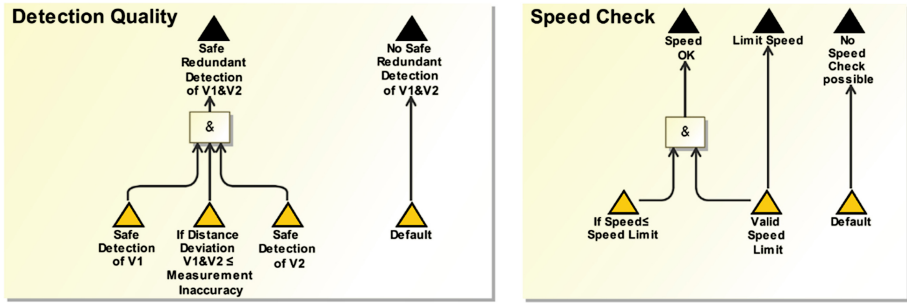 Detection Quality
Safe
Redundant
Detection
of V1&V2
No Safe
Redundant
Detection
of V1&V2
&
Safe
Detection
of V1
If Distance
Deviation
V1&V2 ≤
Measurement
Inaccuracy
Safe
Detection
of V2
Default
Speed Check
Speed
OK
Limit Speed
No
Speed
Check
possible
&
If Speed≤
Speed Limit
Valid
Speed
Limit
Default